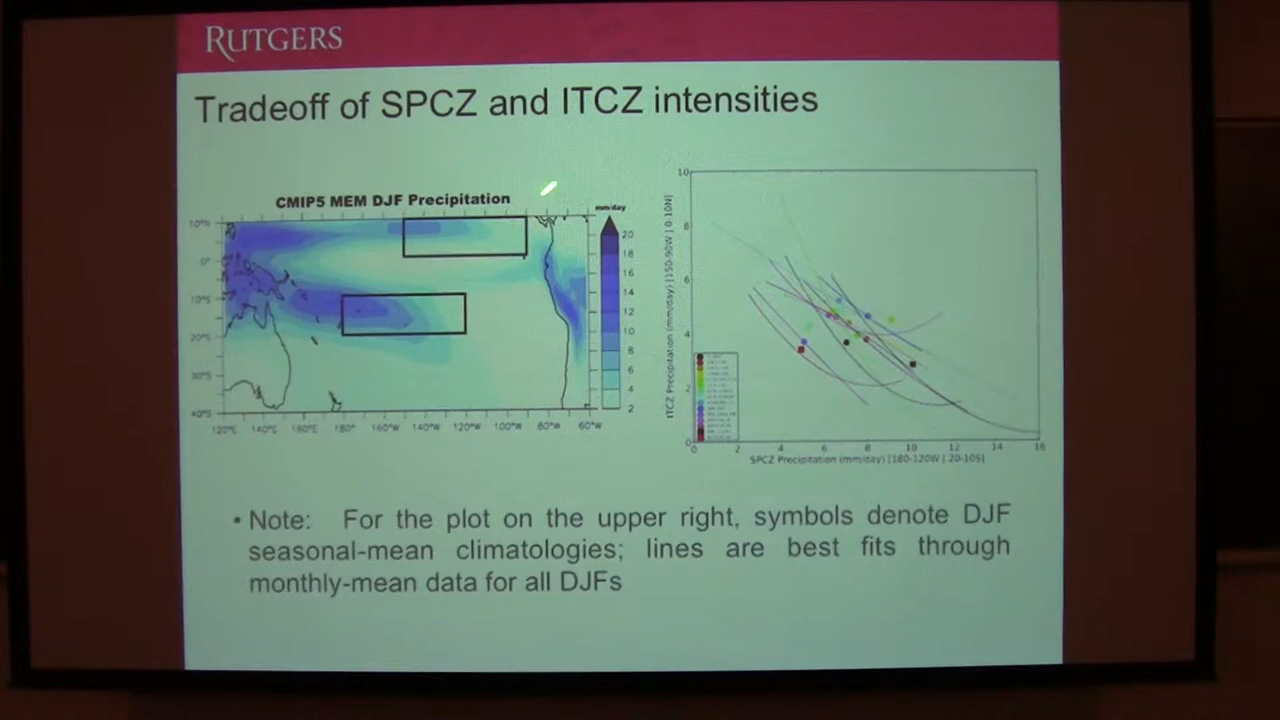 RUTGERS
Tradeoff of SPCZ and ITCZ intensities
CMIP5 MEM DJF Precipitation
mm/day
10°N
0°
10°S
20°S
30°S
40°S
120°E 140°E 160°E 180° 160°W 140°W 120°W 100°W 80°W 60°W
20
18
16
14
12
10
8
6
4
2
ITCZ Precipitation (mm/day) [150-90W | 0-10N]
10
8
6
4
2
0
0 2 4 6 8 10 12 14 16
SPCZ Precipitation (mm/day) [180-120W | 20-10S]
• Note: For the plot on the upper right, symbols denote DJF
seasonal-mean climatologies; lines are best fits through
monthly-mean data for all DJFs